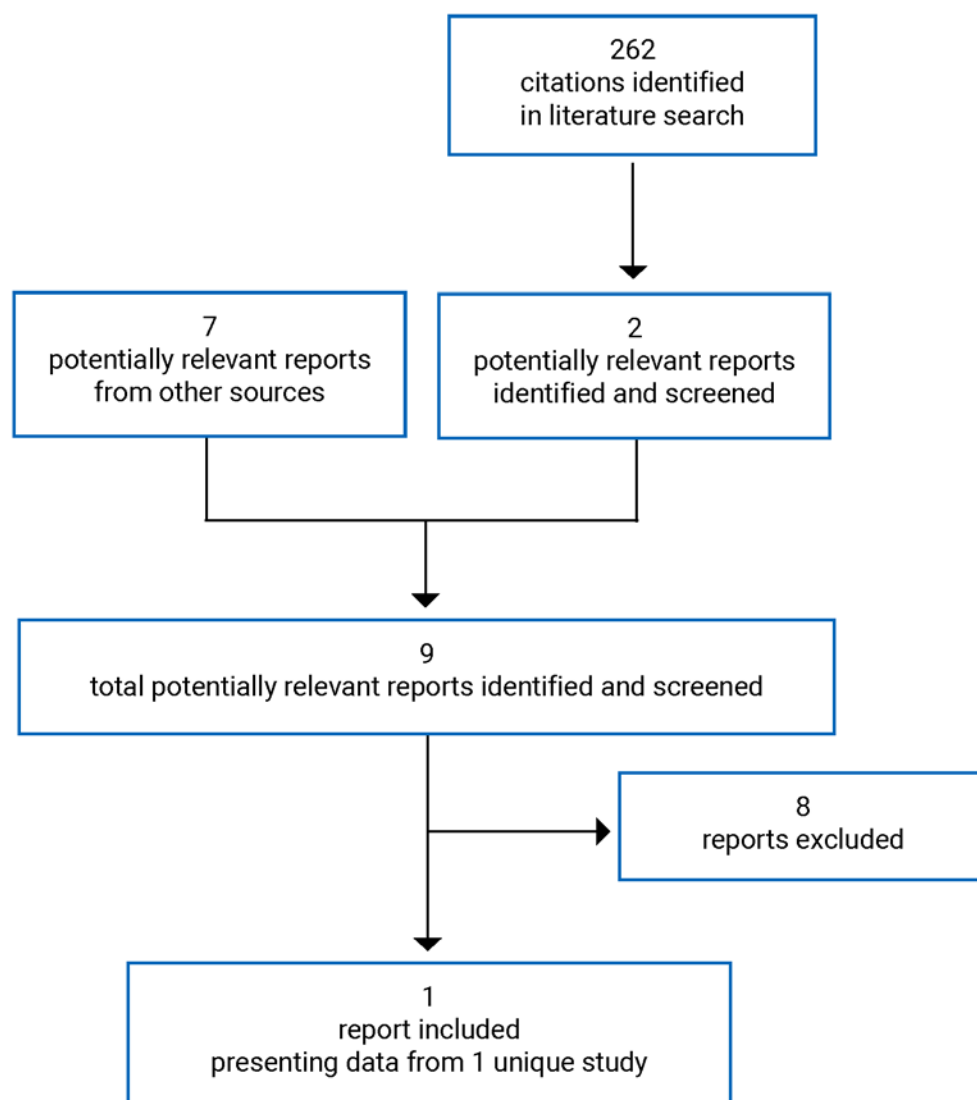 262
citations identified
in literature search
7
potentially relevant reports
from other sources
2
potentially relevant reports
identified and screened
9
total potentially relevant reports identified and screened
8
reports excluded
1
report included
presenting data from 1 unique study